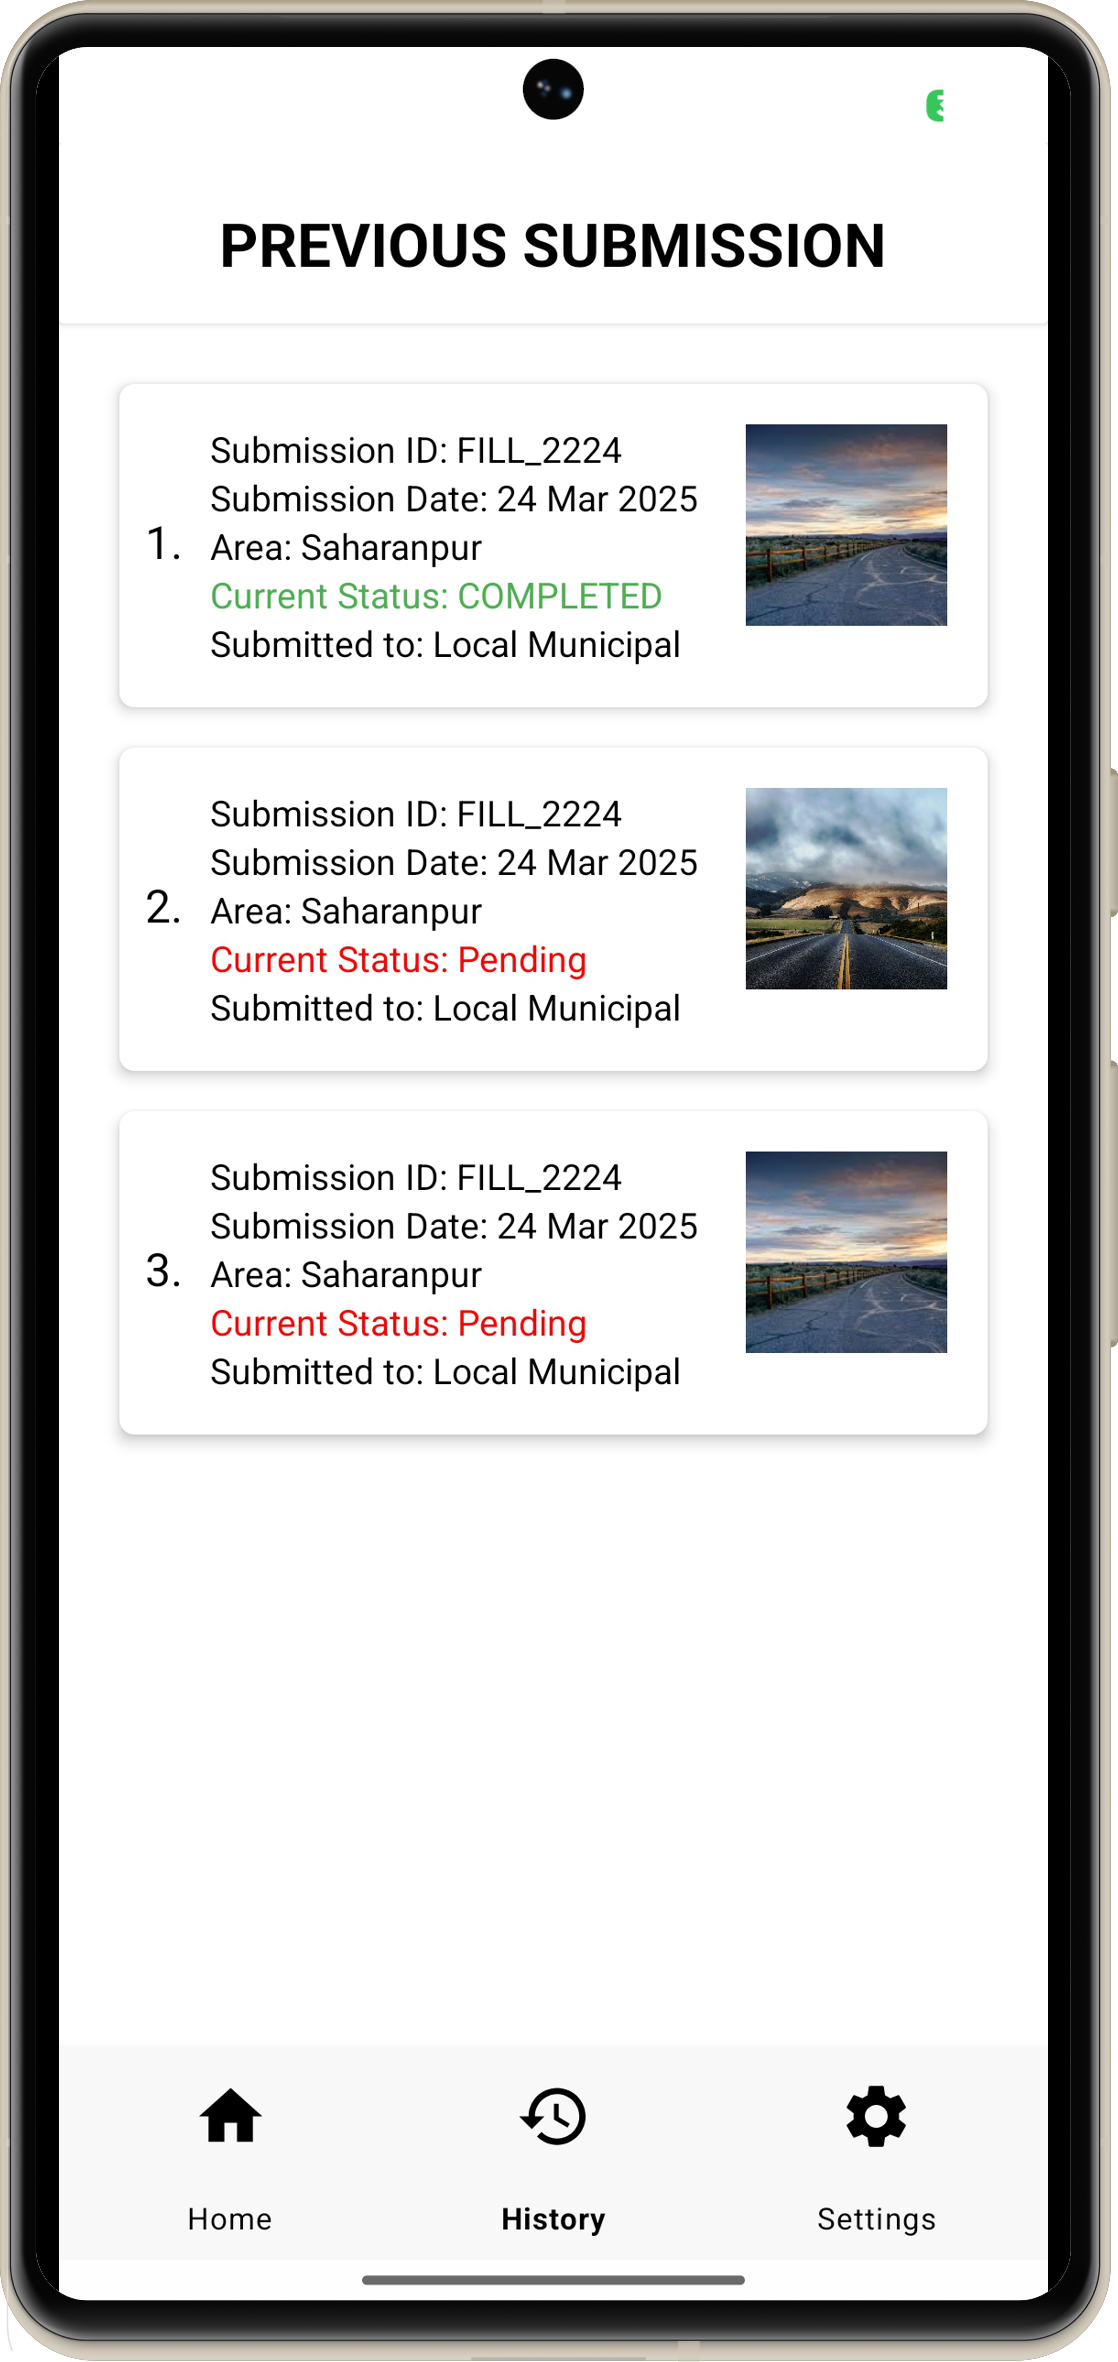 PREVIOUS SUBMISSION
1.
Submission ID: FILL_2224
Submission Date: 24 Mar 2025
Area: Saharanpur
Current Status: COMPLETED
Submitted to: Local Municipal
2.
Submission ID: FILL_2224
Submission Date: 24 Mar 2025
Area: Saharanpur
Current Status: Pending
Submitted to: Local Municipal
3.
Submission ID: FILL_2224
Submission Date: 24 Mar 2025
Area: Saharanpur
Current Status: Pending
Submitted to: Local Municipal
Home
History
Settings